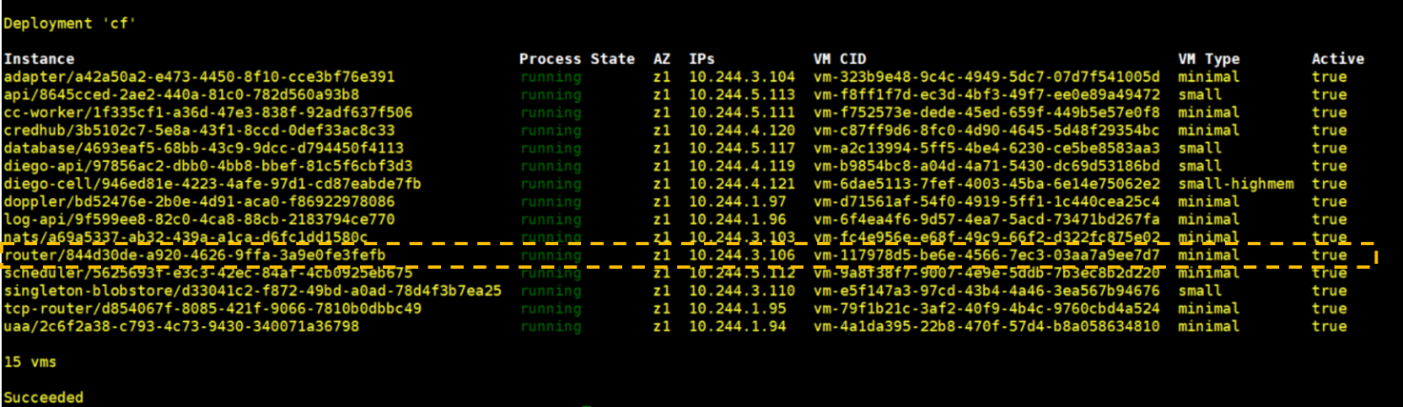 Deployment 'cf'
Instance Process State AZ IPs VM CID VM Type Active
adapter/a42a50a2-e473-4450-8f10-cce3bf76e391 running z1 10.244.3.104 vm-323b9e48-9c4c-4949-5dc7-07d7f541005d minimal true
api/8645cced-2ae2-440a-81c0-782d560a93b8 running z1 10.244.5.113 vm-f8ff1f7d-ec3d-4bf3-49f7-ee0e89a49472 small true
cc-worker/1f335cf1-a36d-47e3-838f-92adf637f506 running z1 10.244.5.111 vm-f752573e-dede-45ed-659f-449b5e57e0f8 minimal true
credhub/3b5102c7-5e8a-43f1-8ccd-0def33ac8c33 running z1 10.244.4.120 vm-c87ff9d6-8fc0-4d90-4645-5d48f29354bc minimal true
database/4693eaf5-68bb-43c9-9dcc-d794450f4113 running z1 10.244.5.117 vm-a2c13994-5ff5-4be4-6230-ce5be8583aa3 small true
diego-api/97856ac2-dbb0-4bb8-bbef-81c5f6cbf3d3 running z1 10.244.4.119 vm-b9854bc8-a04d-4a71-5430-dc69d53186bd small true
diego-cell/946ed81e-4223-4afe-97d1-cd87eabde7fb running z1 10.244.4.121 vm-6dae5113-7fef-4003-45ba-6e14e75062e2 small-highmem true
doppler/bd52476e-2b0e-4d91-aca0-f86922978086 running z1 10.244.1.97 vm-d71561af-54f0-4919-5ff1-1c440cea25c4 minimal true
log-api/9f599ee8-82c0-4ca8-88cb-2183794ce770 running z1 10.244.1.96 vm-6f4ea4f6-9d57-4ea7-5acd-73471bd267fa minimal true
nats/a69a5337-ab32-439a-a1ca-d6fc1dd1580c running z1 10.244.3.103 vm-fc4e956e-e68f-49c9-66f2-d322fc875e02 minimal true
router/844d30de-a920-4626-9ffa-3a9e0fe3fefb running z1 10.244.3.106 vm-117978d5-be6e-4566-7ec3-03aa7a9ee7d7 minimal true
scheduler/5625693f-e3c3-42ec-84af-4cb0925eb675 running z1 10.244.5.112 vm-9a8f38f7-9007-4e9e-5ddb-7b3ec8b2d220 minimal true
singleton-blobstore/d33041c2-f872-49bd-a0ad-78d4f3b7ea25 running z1 10.244.3.110 vm-e5f147a3-97cd-43b4-4a46-3ea567b94676 small true
tcp-router/d854067f-8085-421f-9066-7810b0dbbc49 running z1 10.244.1.95 vm-79f1b21c-3af2-40f9-4b4c-9760cbd4a524 minimal true
uaa/2c6f2a38-c793-4c73-9430-340071a36798 running z1 10.244.1.94 vm-4a1da395-22b8-470f-57d4-b8a058634810 minimal true
15 vms
Succeeded